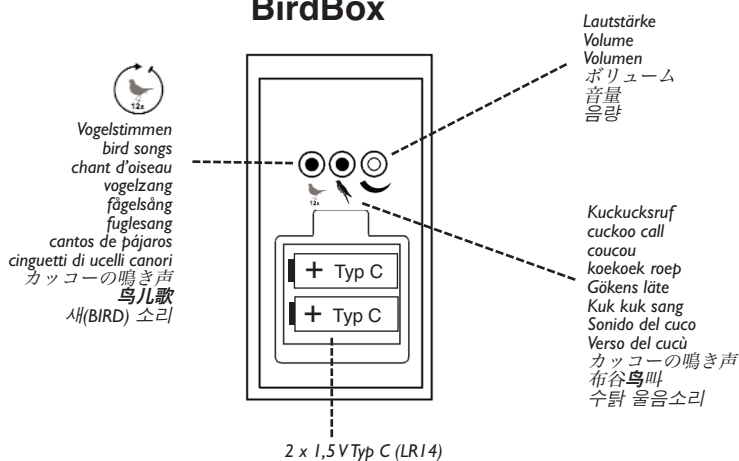 BirdBox
Lautstärke
Volume
Volumen
ボリューム
音量
음량
12s
Vogelstimmen
bird songs
chant d'oiseau
vogelzang
fågelsång
fuglesang
cantos de pájaros
cinguetti di ucelli canori
カッコーの鳴き声
鸟儿歌
새(BIRD) 소리
12s
Kuckucksruf
cuckoo call
coucou
koekoek roep
Gökens läte
Kuk kuk sang
Sonido del cuco
Verso del cucù
カッコーの鳴き声
布谷鸟叫
수탉 울음소리
+ Typ C
+ Typ C
2 x 1,5 V Typ C (LR14)